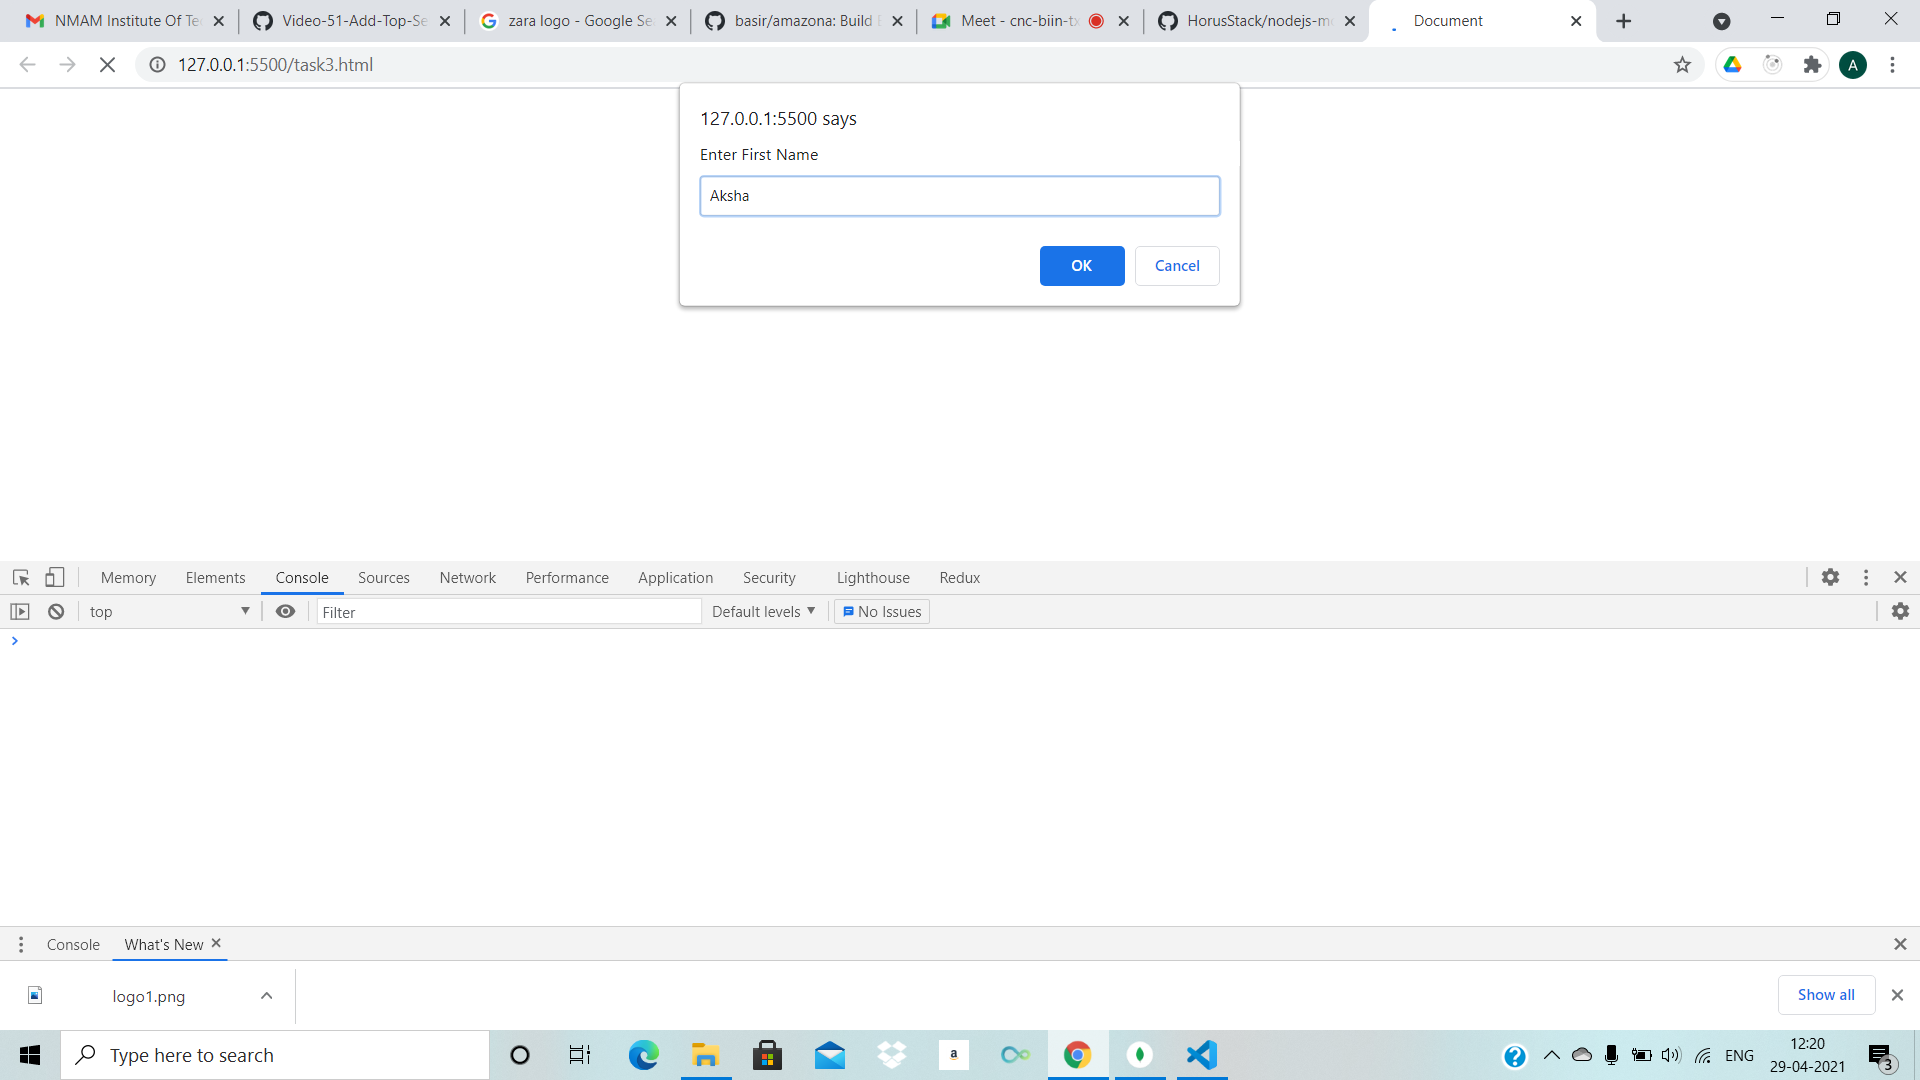 NMAM Institute Of Te
Video-51-Add-Top-Se
zara logo - Google Se
basir/amazona: Build
Meet - cnc-biin-tx
HorusStack/nodejs-mo
Document
127.0.0.1:5500/task3.html
A
127.0.0.1:5500 says
Enter First Name
Aksha
OK
Cancel
Memory
Elements
Console
Sources
Network
Performance
Application
Security
Lighthouse
Redux
top
Filter
Default levels
No Issues
Console
What's New
logo1.png
Show all
Type here to search
a
ENG
12:20
29-04-2021
3